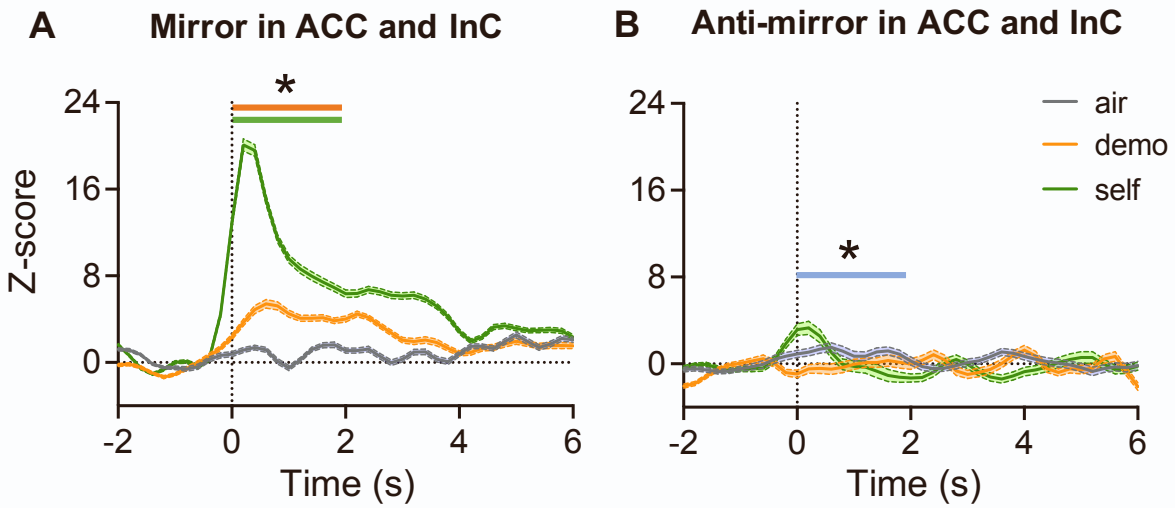 A Mirror in ACC and InC
B Anti-mirror in ACC and InC
*
24
16
8
0
Z-score
-2 0 2 4 6
Time (s)
*
24
16
8
0
-2 0 2 4 6
Time (s)
air
demo
self